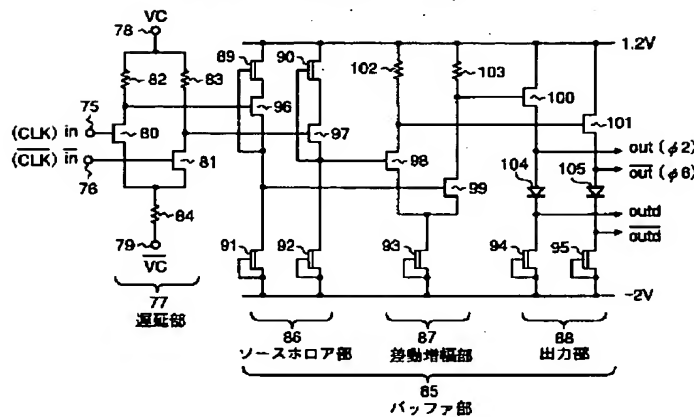 VC
78
1.2V
89
90
82
83
102
103
100
75
96
(CLK) in
80
97
101
(CLK) in
81
98
out (φ2)
76
104
105
out (φ6)
99
84
outd
91
92
93
94
95
outd
79
VC
-2V
77
遅延部
86
ソースホロア部
87
差動増幅部
88
出力部
85
バッファ部